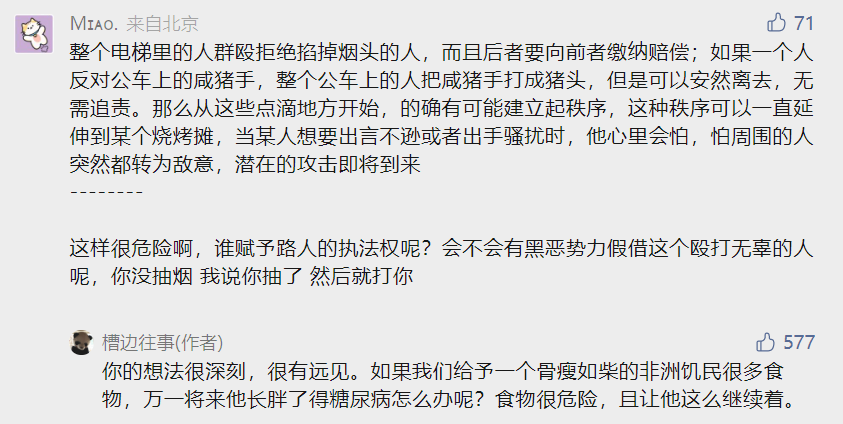 Mɪᴀᴏ. 来自北京
71
整个电梯里的人群殴拒绝掐掉烟头的人，而且后者要向前者缴纳赔偿；如果一个人
反对公车上的咸猪手，整个公车上的人把咸猪手打成猪头，但是可以安然离去，无
需追责。那么从这些点滴地方开始，的确有可能建立起秩序，这种秩序可以一直延
伸到某个烧烤摊，当某人想要出言不逊或者出手骚扰时，他心里会怕，怕周围的人
突然都转为敌意，潜在的攻击即将到来
--------
这样很危险啊，谁赋予路人的执法权呢？会不会有黑恶势力假借这个殴打无辜的人
呢，你没抽烟 我说你抽了 然后就打你
槽边往事(作者)
577
你的想法很深刻，很有远见。如果我们给予一个骨瘦如柴的非洲饥民很多食
物，万一将来他长胖了得糖尿病怎么办呢？食物很危险，且让他这么继续着。